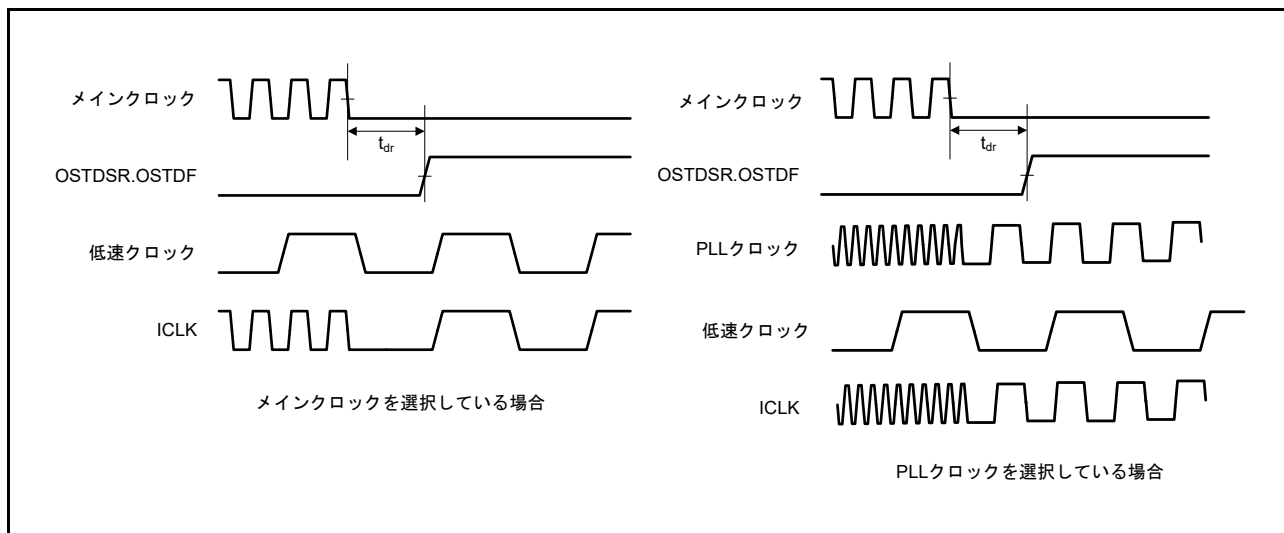 メインクロック
tdr
OSTDSR.OSTDF
低速クロック
ICLK
メインクロックを選択している場合
メインクロック
tdr
OSTDSR.OSTDF
PLLクロック
低速クロック
ICLK
PLLクロックを選択している場合